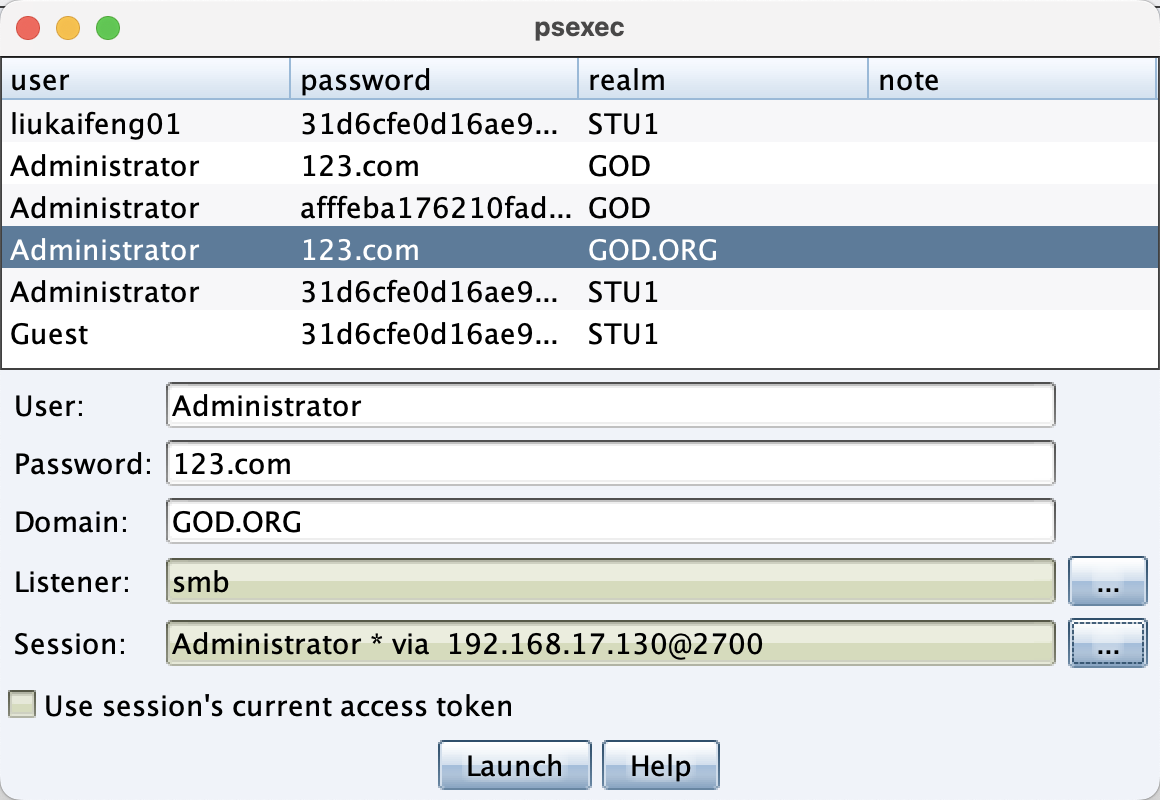 psexec
user password realm note
liukaifeng01 31d6cfe0d16ae9... STU1
Administrator 123.com GOD
Administrator afffeba176210fad... GOD
Administrator 123.com GOD.ORG
Administrator 31d6cfe0d16ae9... STU1
Guest 31d6cfe0d16ae9... STU1
User: Administrator
Password: 123.com
Domain: GOD.ORG
Listener: smb ...
Session: Administrator * via 192.168.17.130@2700 ...
Use session's current access token
Launch Help